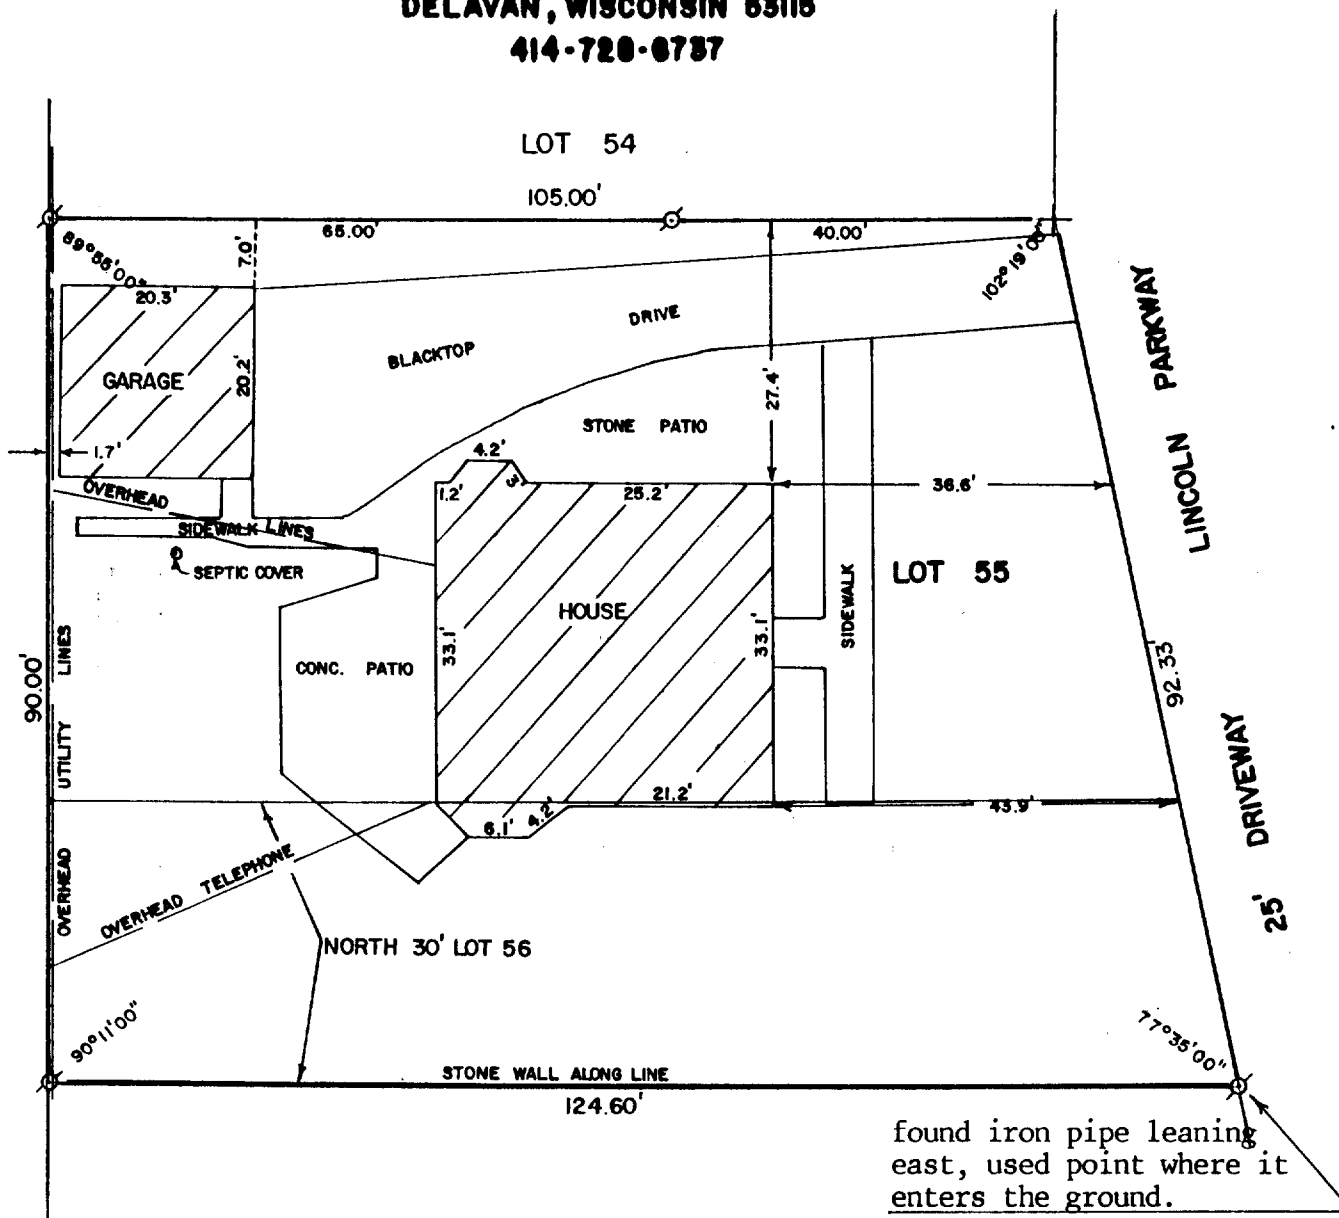 DELAVAN, WISCONSIN 53115
414-728-6737
LOT 54
105.00'
65.00'
40.00'
89°55'00"
7.0'
102°19'00"
20.3'
DRIVE
BLACKTOP
GARAGE
20.2'
27.4'
PARKWAY
LINCOLN
STONE PATIO
1.7'
4.2'
3'
1.2'
25.2'
36.6'
OVERHEAD
LINES
SIDEWALK
SEPTIC COVER
LOT 55
HOUSE
SIDEWALK
33.1'
33.1'
CONC. PATIO
90.00'
OVERHEAD UTILITY LINES
92.33'
25' DRIVEWAY
21.2'
43.9'
6.1'
4.2'
OVERHEAD TELEPHONE
NORTH 30' LOT 56
90°11'00"
77°35'00"
STONE WALL ALONG LINE
124.60'
found iron pipe leaning
east, used point where it
enters the ground.